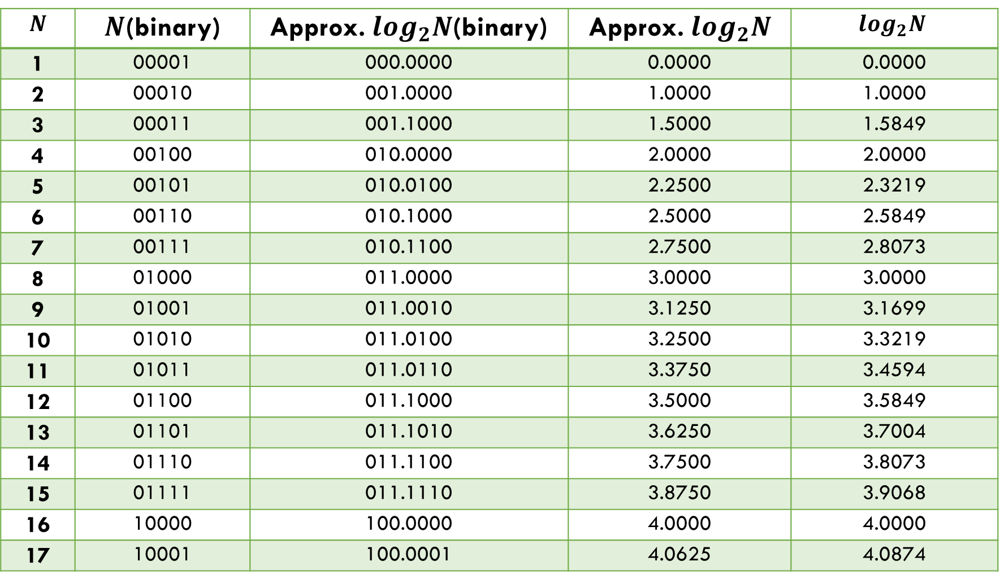 N N(binary) Approx. log₂N(binary) Approx. log₂N log₂N
1 00001 000.0000 0.0000 0.0000
2 00010 001.0000 1.0000 1.0000
3 00011 001.1000 1.5000 1.5849
4 00100 010.0000 2.0000 2.0000
5 00101 010.0100 2.2500 2.3219
6 00110 010.1000 2.5000 2.5849
7 00111 010.1100 2.7500 2.8073
8 01000 011.0000 3.0000 3.0000
9 01001 011.0010 3.1250 3.1699
10 01010 011.0100 3.2500 3.3219
11 01011 011.0110 3.3750 3.4594
12 01100 011.1000 3.5000 3.5849
13 01101 011.1010 3.6250 3.7004
14 01110 011.1100 3.7500 3.8073
15 01111 011.1110 3.8750 3.9068
16 10000 100.0000 4.0000 4.0000
17 10001 100.0001 4.0625 4.0874